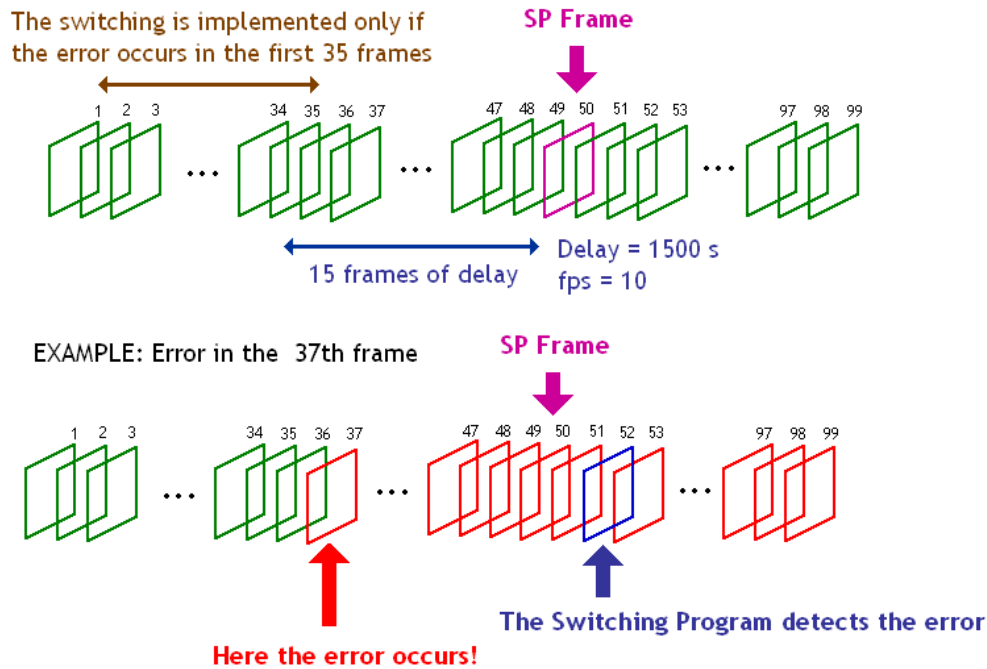 The switching is implemented only if
the error occurs in the first 35 frames
SP Frame
1 2 3 34 35 36 37 47 48 49 50 51 52 53 97 98 99
... ... ...
15 frames of delay
Delay = 1500 s
fps = 10
EXAMPLE: Error in the 37th frame
SP Frame
1 2 3 34 35 36 37 47 48 49 50 51 52 53 97 98 99
... ... ...
The Switching Program detects the error
Here the error occurs!